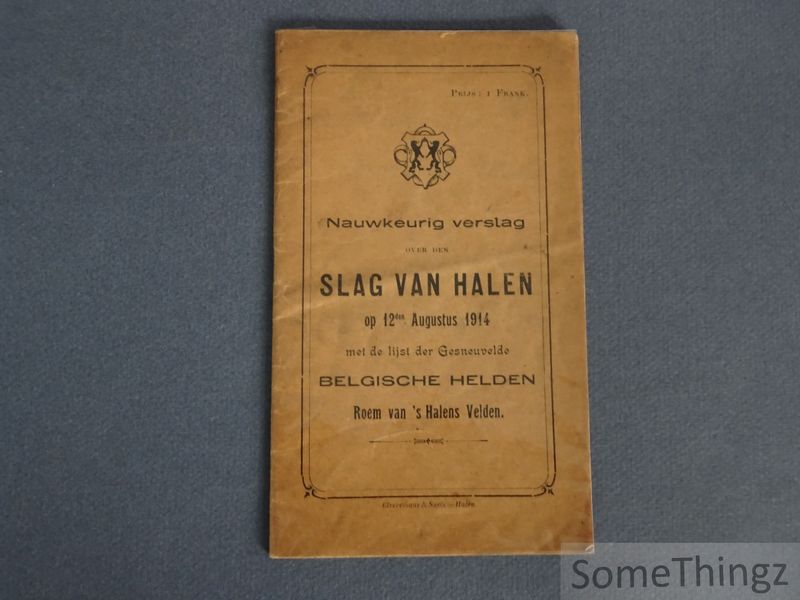 PRIJS : 1 FRANK.
Nauwkeurig verslag
OVER DEN
SLAG VAN HALEN
op 12den Augustus 1914
met de lijst der Gesneuvelde
BELGISCHE HELDEN
Roem van 's Halens Velden.
& — Halen
SomeThingz